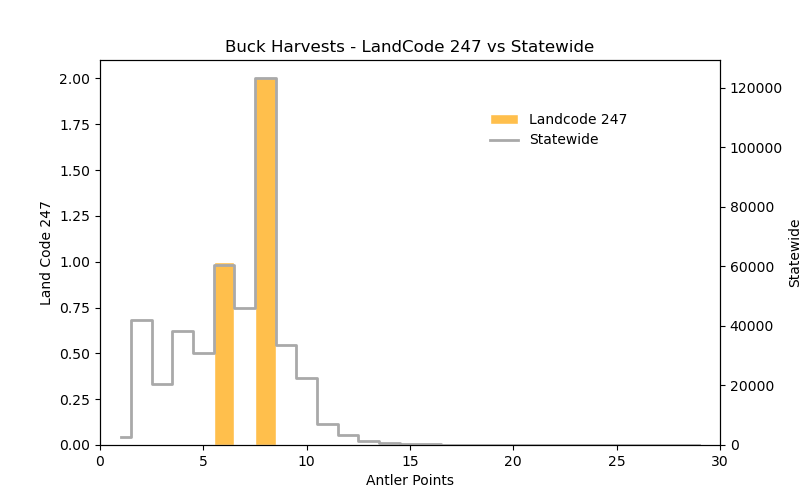 Buck Harvests - LandCode 247 vs Statewide
Land Code 247
2.00
1.75
1.50
1.25
1.00
0.75
0.50
0.25
0.00
Landcode 247
Statewide
120000
100000
80000
60000
40000
20000
0
Statewide
0 5 10 15 20 25 30
Antler Points